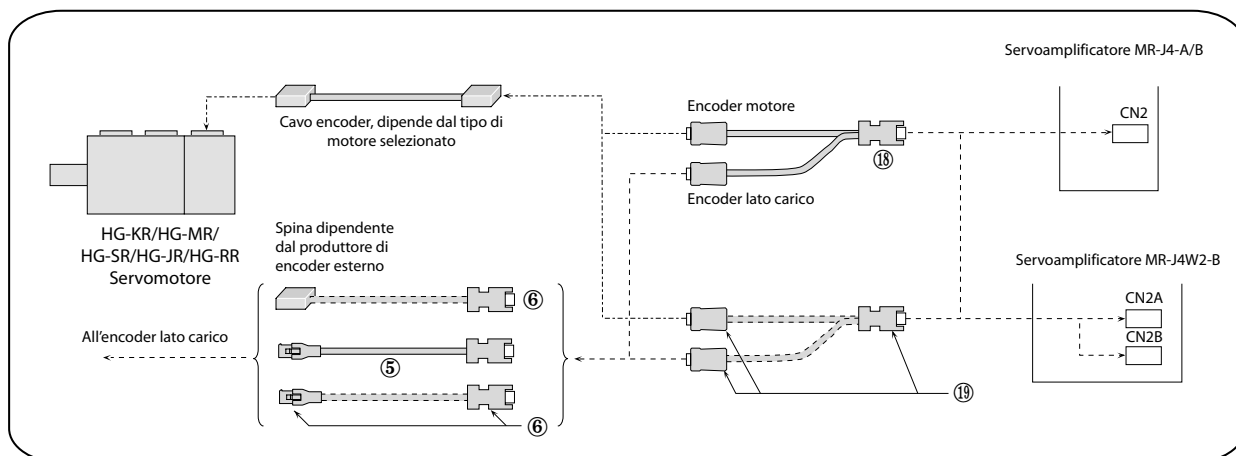 Servoamplificatore MR-J4-A/B
CN2
Encoder motore
⑱
Encoder lato carico
Cavo encoder, dipende dal tipo di
motore selezionato
HG-KR/HG-MR/
HG-SR/HG-JR/HG-RR
Servomotore
Spina dipendente
dal produttore di
encoder esterno
⑥
All'encoder lato carico
⑤
⑥
Servoamplificatore MR-J4W2-B
CN2A
CN2B
⑲